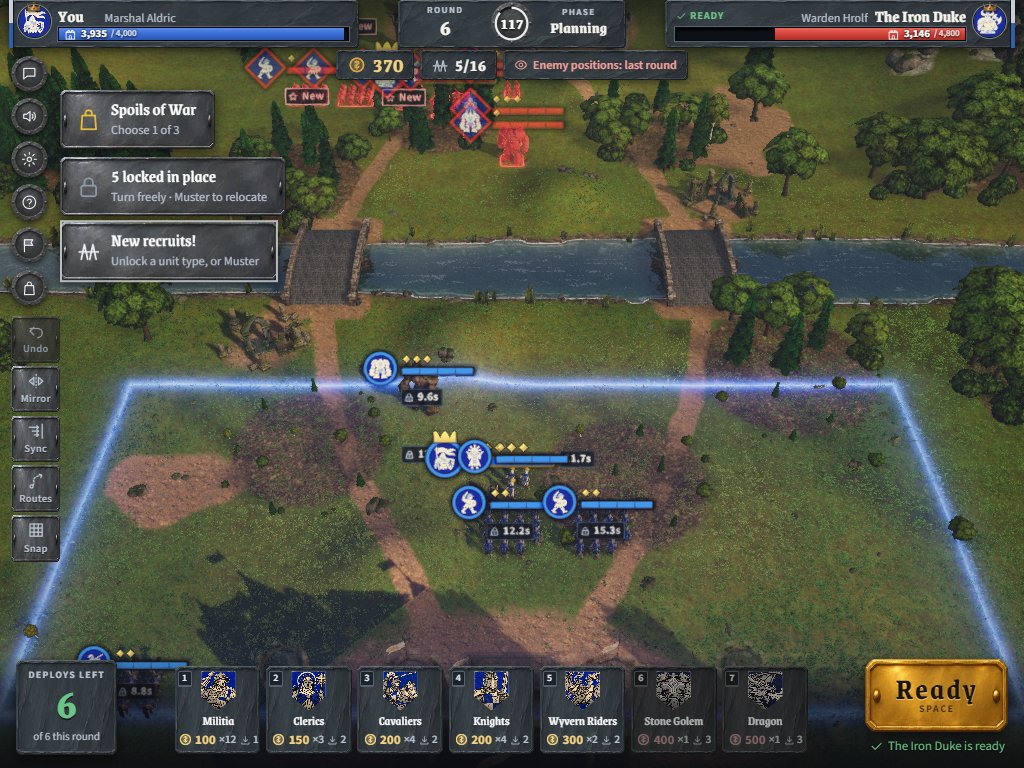 You
Marshal Aldric
3,935 /4,000
ROUND
6
117
PHASE
Planning
READY
Warden Hrolf
The Iron Duke
3,146 /4,800
370
5/16
Enemy positions: last round
New
New
Spoils of War
Choose 1 of 3
5 locked in place
Turn freely · Muster to relocate
New recruits!
Unlock a unit type, or Muster
Undo
Mirror
Sync
Routes
Snap
9.6s
1.7s
12.2s
15.3s
8.8s
DEPLOYS LEFT
6
of 6 this round
1
Militia
100 ×12 1
2
Clerics
150 ×3 2
3
Cavaliers
200 ×4 2
4
Knights
200 ×4 2
5
Wyvern Riders
300 ×2 2
6
Stone Golem
400 ×1 3
7
Dragon
500 ×1 3
Ready
SPACE
The Iron Duke is ready